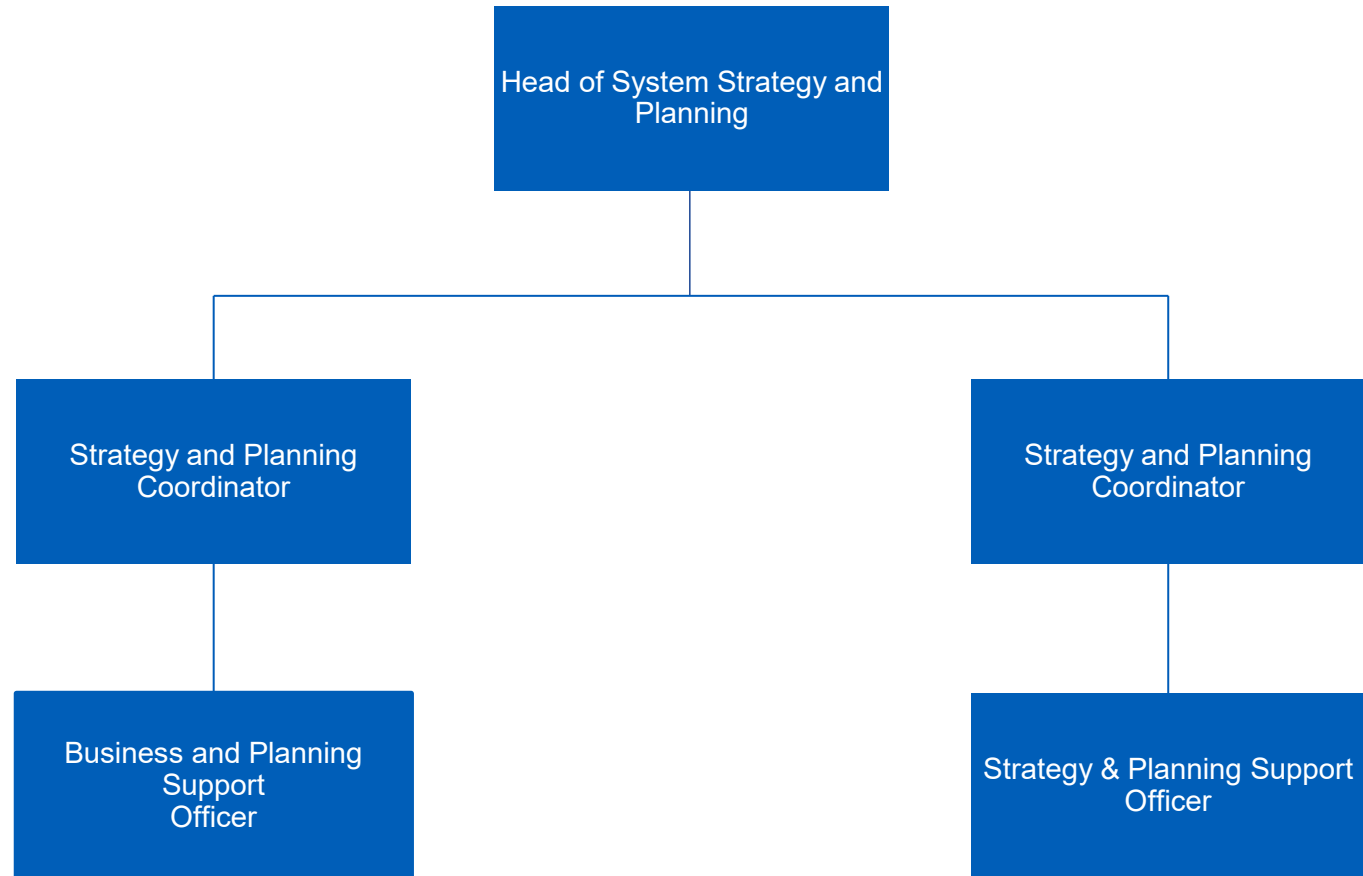 Head of System Strategy and
Planning
Strategy and Planning
Coordinator
Strategy and Planning
Coordinator
Business and Planning
Support
Officer
Strategy & Planning Support
Officer